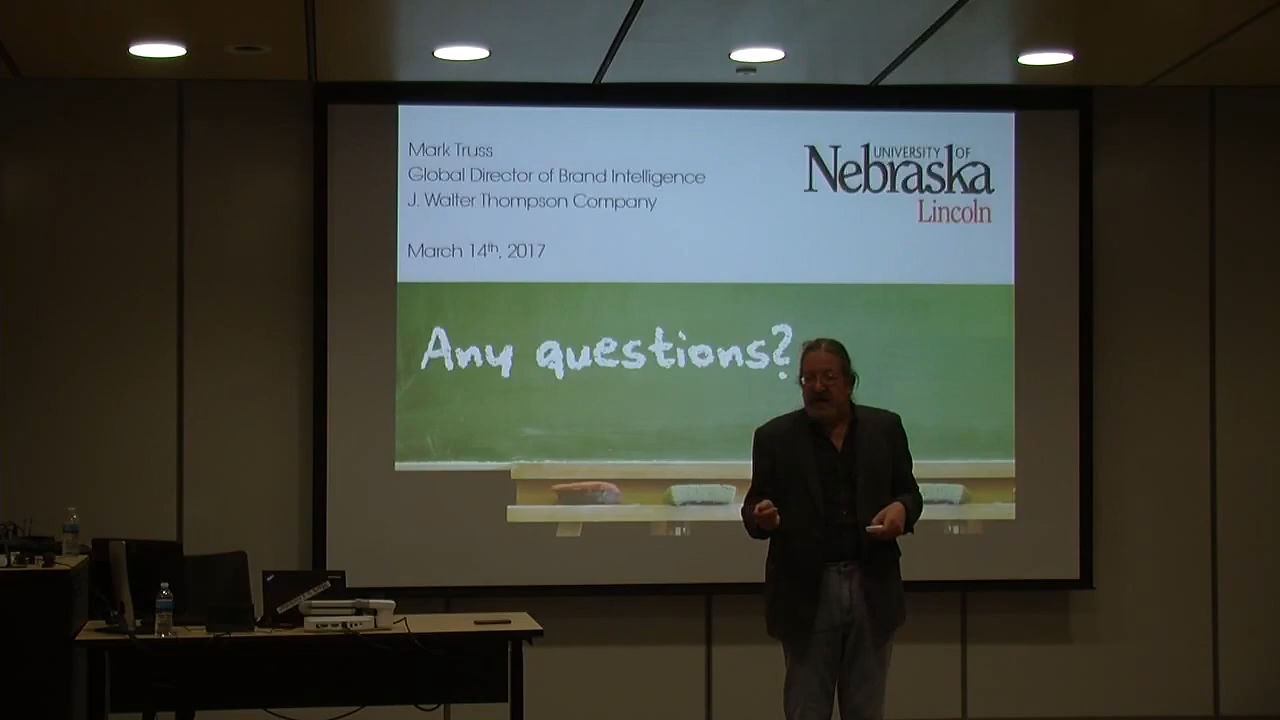 Mark Truss
Global Director of Brand Intelligence
J. Walter Thompson Company
March 14th, 2017
UNIVERSITY OF
Nebraska
Lincoln
Any questions?